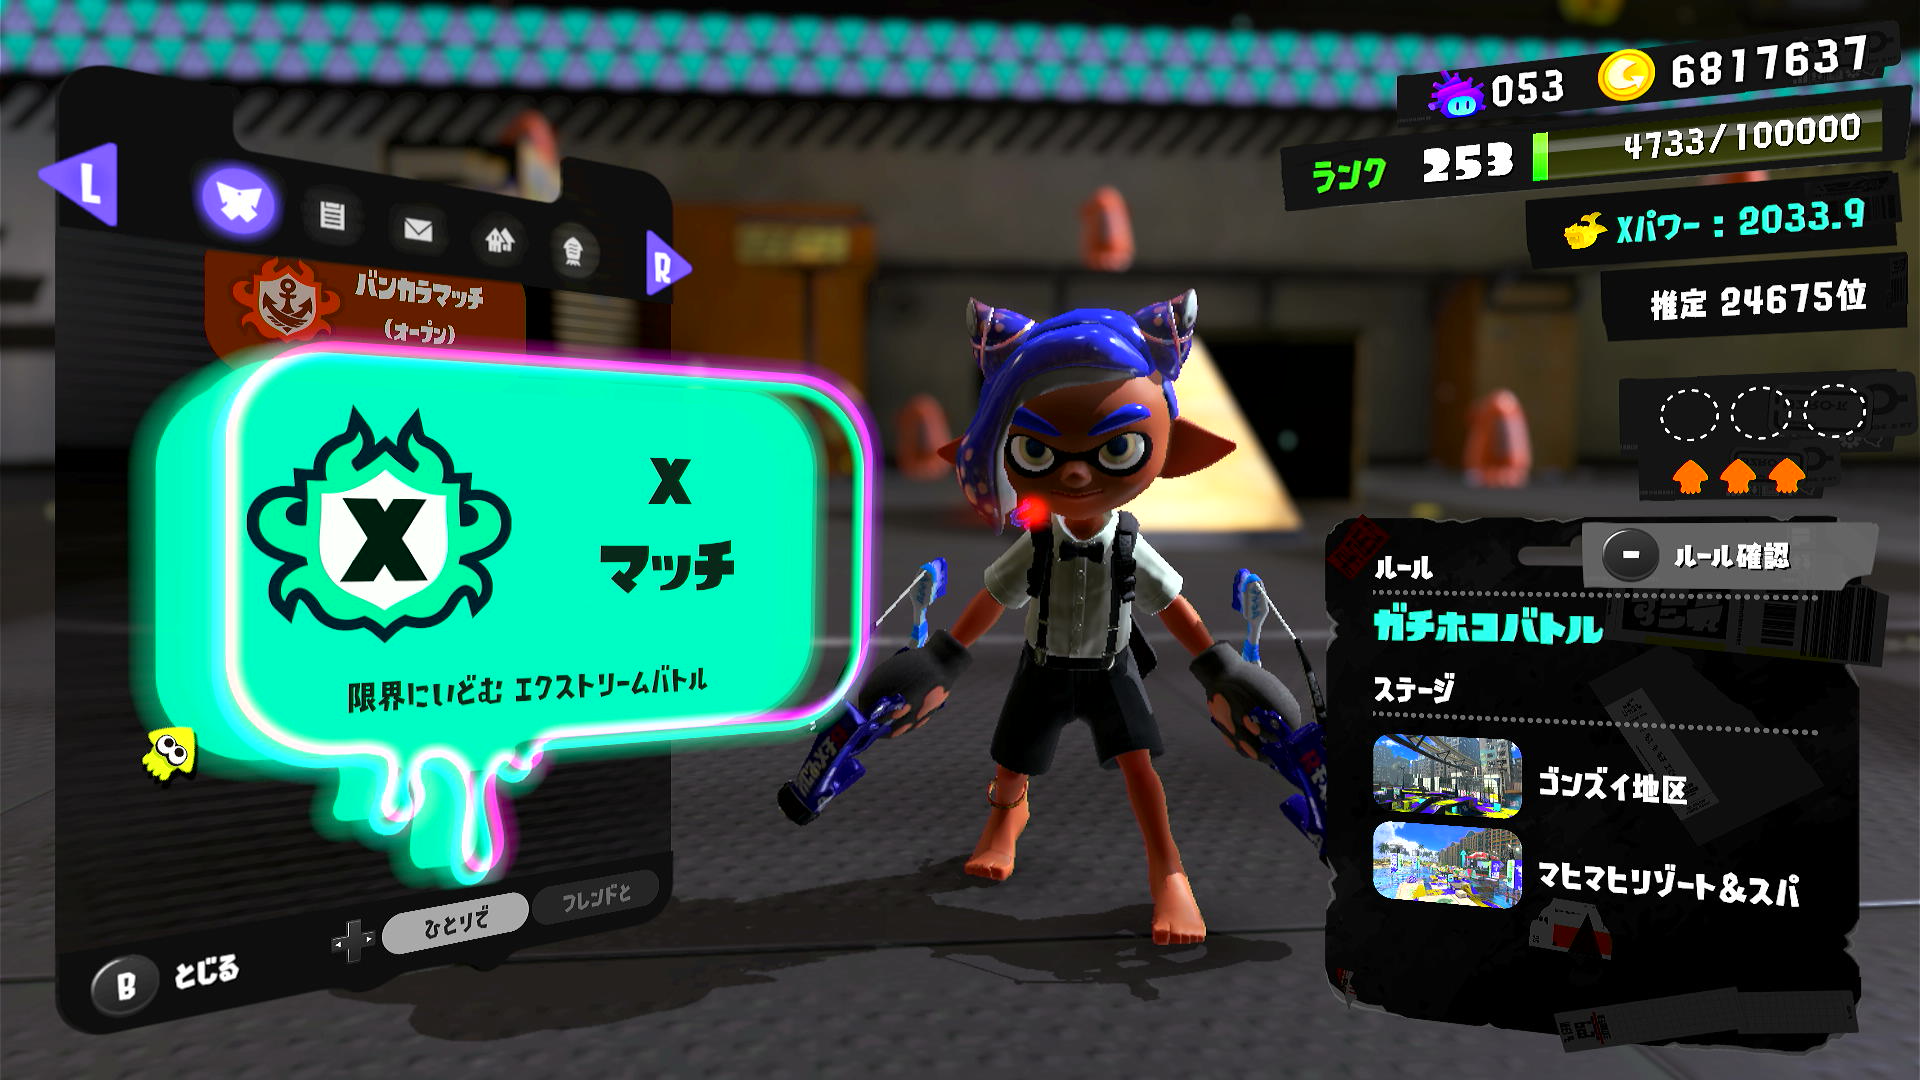 053
6817637
ランク 253 4733/100000
Xパワー：2033.9
推定 24675位
L
R
バンカラマッチ
(オープン)
X
X
マッチ
限界にいどむ エクストリームバトル
ひとりで
フレンドと
B とじる
ルール
- ルール確認
ガチホコバトル
ステージ
ゴンズイ地区
マヒマヒリゾート&スパ